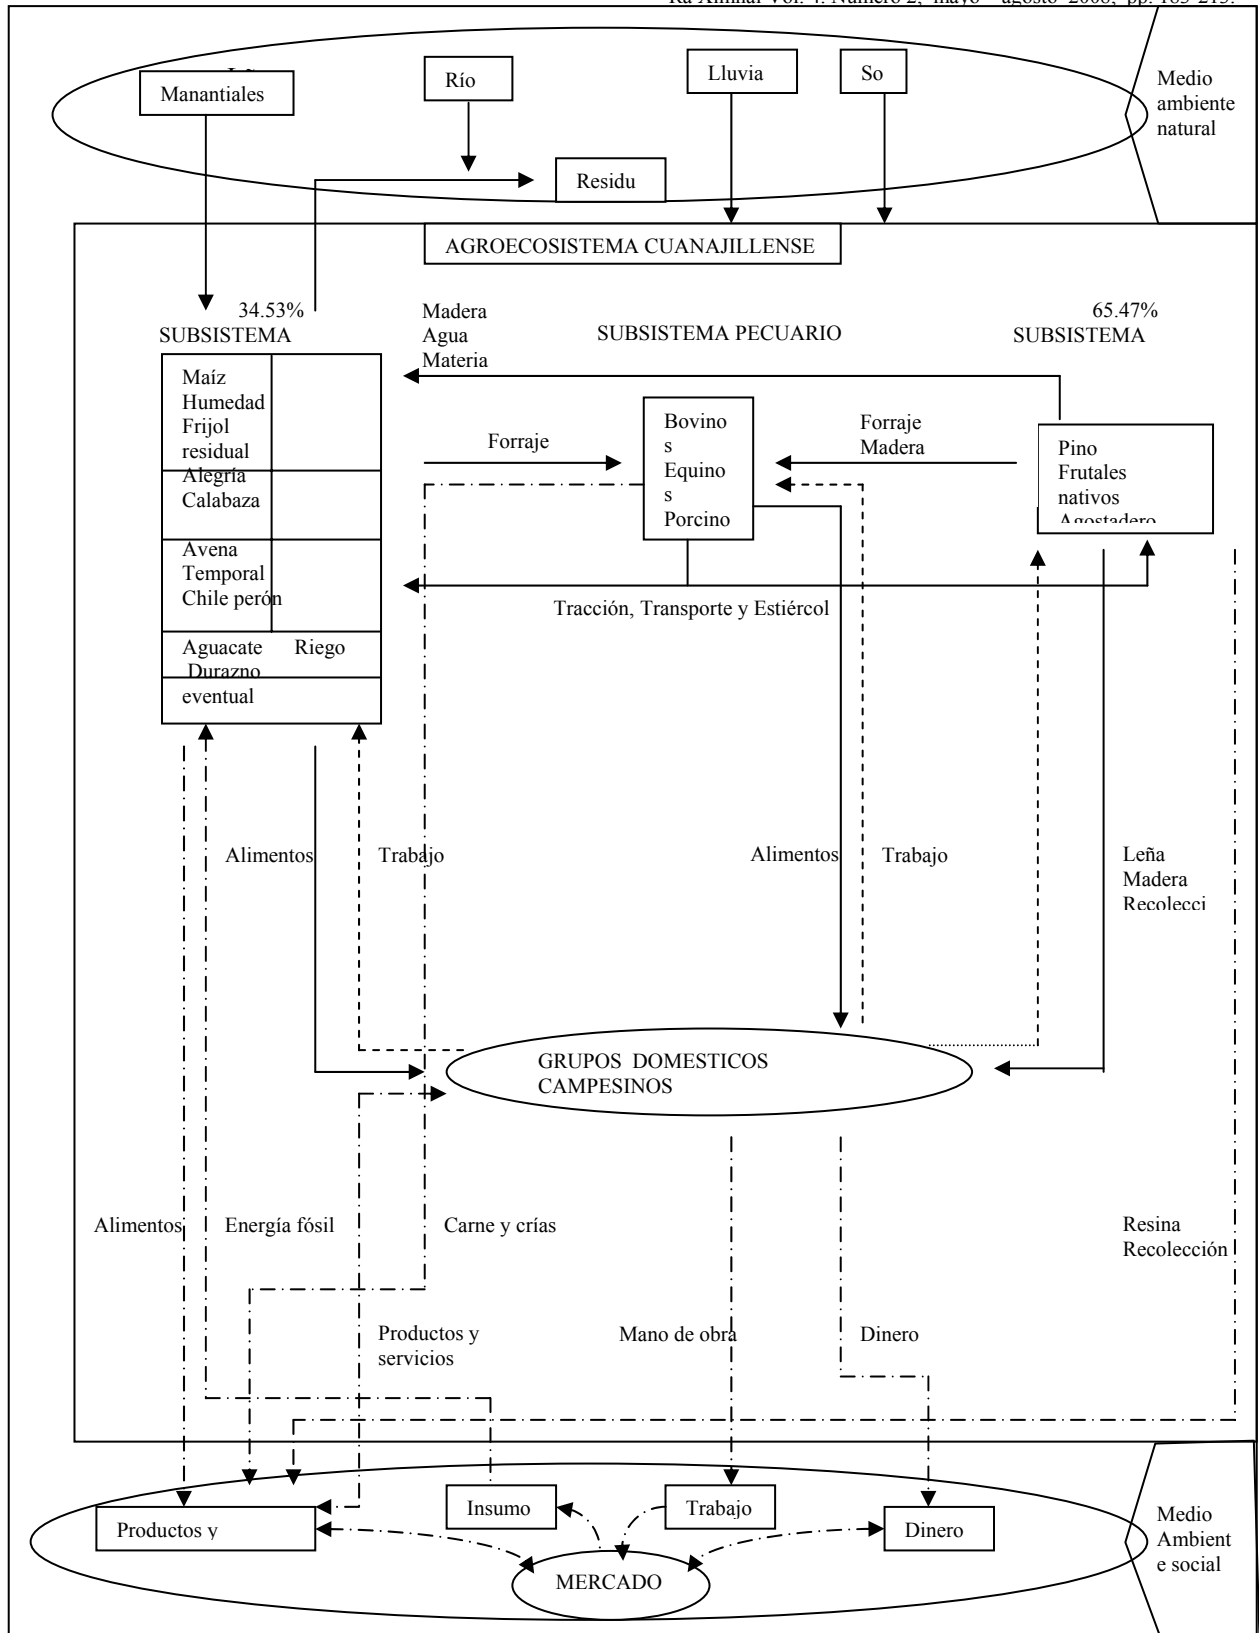 Ra Ximhai Vol. 4. Número 2, mayo – agosto 2008, pp. 183-213.
Manantiales
Río
Lluvia
So
Medio
ambiente
natural
Residu
AGROECOSISTEMA CUANAJILLENSE
34.53%
SUBSISTEMA
Madera
Agua
Materia
SUBSISTEMA PECUARIO
65.47%
SUBSISTEMA
Maíz
Humedad
Frijol
residual
Alegría
Calabaza
Avena
Temporal
Chile perón
Aguacate Riego
Durazno
eventual
Forraje
Bovino
s
Equino
s
Porcino
Forraje
Madera
Pino
Frutales
nativos
Agostadero
Tracción, Transporte y Estiércol
Alimentos
Trabajo
Alimentos
Trabajo
Leña
Madera
Recolecci
GRUPOS DOMESTICOS
CAMPESINOS
Alimentos
Energía fósil
Carne y crías
Resina
Recolección
Productos y
servicios
Mano de obra
Dinero
Productos y
Insumo
Trabajo
Dinero
MERCADO
Medio
Ambient
e social